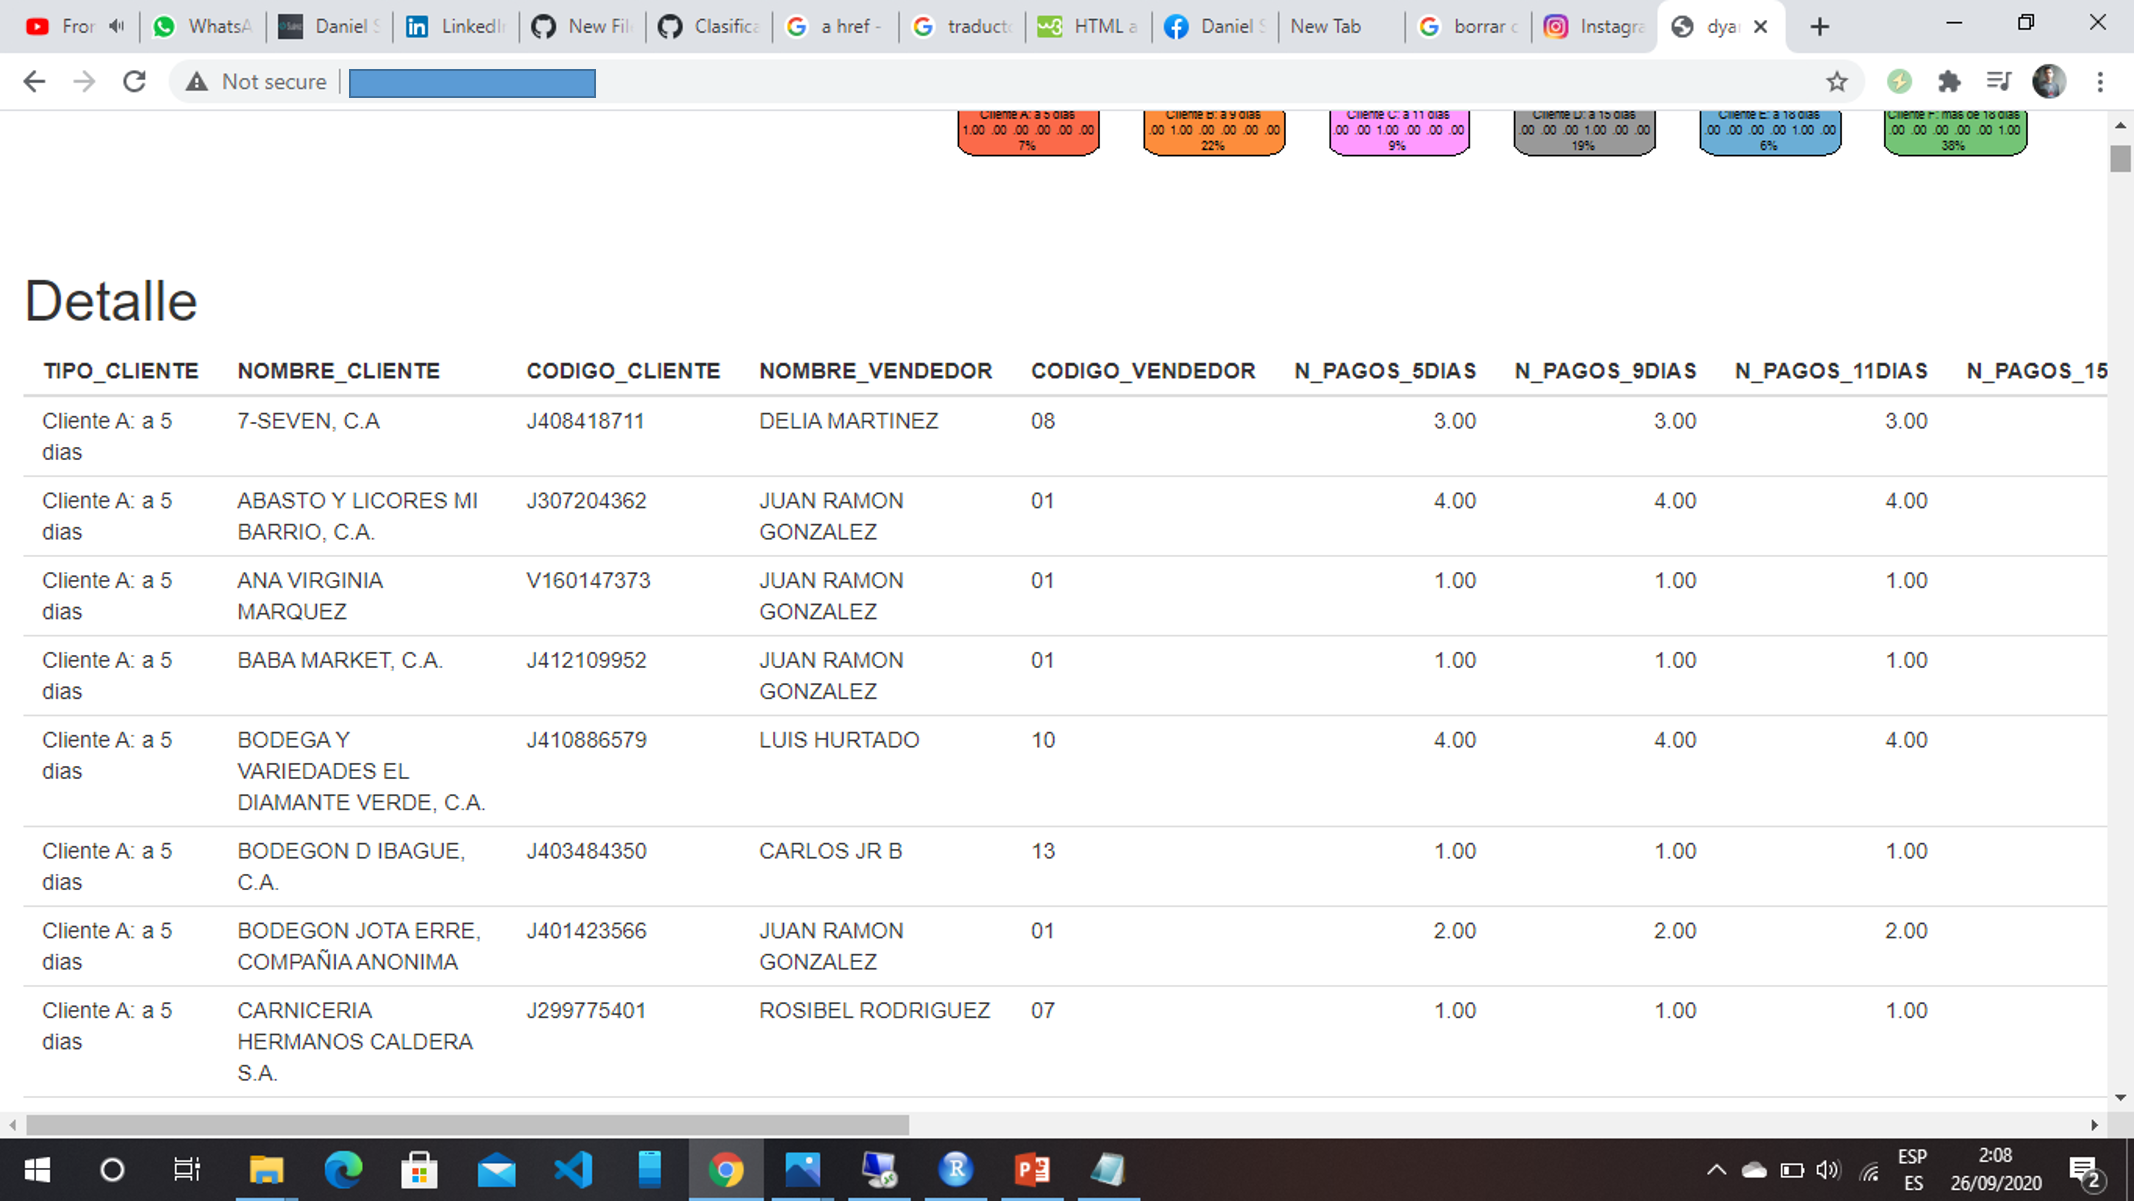 From WhatsA Daniel S LinkedIn New File Clasifica a href - traducto HTML a Daniel S New Tab borrar c Instagra dyar
Not secure
Cliente A: a 5 dias Cliente B: a 9 dias Cliente C: a 11 dias Cliente D: a 15 dias Cliente E: a 18 dias Cliente F: mas de 18 dias
1.00 .00 .00 .00 .00 .00 .00 1.00 .00 .00 .00 .00 .00 .00 1.00 .00 .00 .00 .00 .00 .00 1.00 .00 .00 .00 .00 .00 .00 1.00 .00 .00 .00 .00 .00 .00 1.00
7% 22% 9% 19% 6% 38%
Detalle
TIPO_CLIENTE NOMBRE_CLIENTE CODIGO_CLIENTE NOMBRE_VENDEDOR CODIGO_VENDEDOR N_PAGOS_5DIAS N_PAGOS_9DIAS N_PAGOS_11DIAS N_PAGOS_15
Cliente A: a 5 7-SEVEN, C.A J408418711 DELIA MARTINEZ 08 3.00 3.00 3.00
dias
Cliente A: a 5 ABASTO Y LICORES MI J307204362 JUAN RAMON 01 4.00 4.00 4.00
dias BARRIO, C.A. GONZALEZ
Cliente A: a 5 ANA VIRGINIA V160147373 JUAN RAMON 01 1.00 1.00 1.00
dias MARQUEZ GONZALEZ
Cliente A: a 5 BABA MARKET, C.A. J412109952 JUAN RAMON 01 1.00 1.00 1.00
dias GONZALEZ
Cliente A: a 5 BODEGA Y J410886579 LUIS HURTADO 10 4.00 4.00 4.00
dias VARIEDADES EL
DIAMANTE VERDE, C.A.
Cliente A: a 5 BODEGON D IBAGUE, J403484350 CARLOS JR B 13 1.00 1.00 1.00
dias C.A.
Cliente A: a 5 BODEGON JOTA ERRE, J401423566 JUAN RAMON 01 2.00 2.00 2.00
dias COMPAÑIA ANONIMA GONZALEZ
Cliente A: a 5 CARNICERIA J299775401 ROSIBEL RODRIGUEZ 07 1.00 1.00 1.00
dias HERMANOS CALDERA
S.A.
ESP 2:08
ES 26/09/2020 2